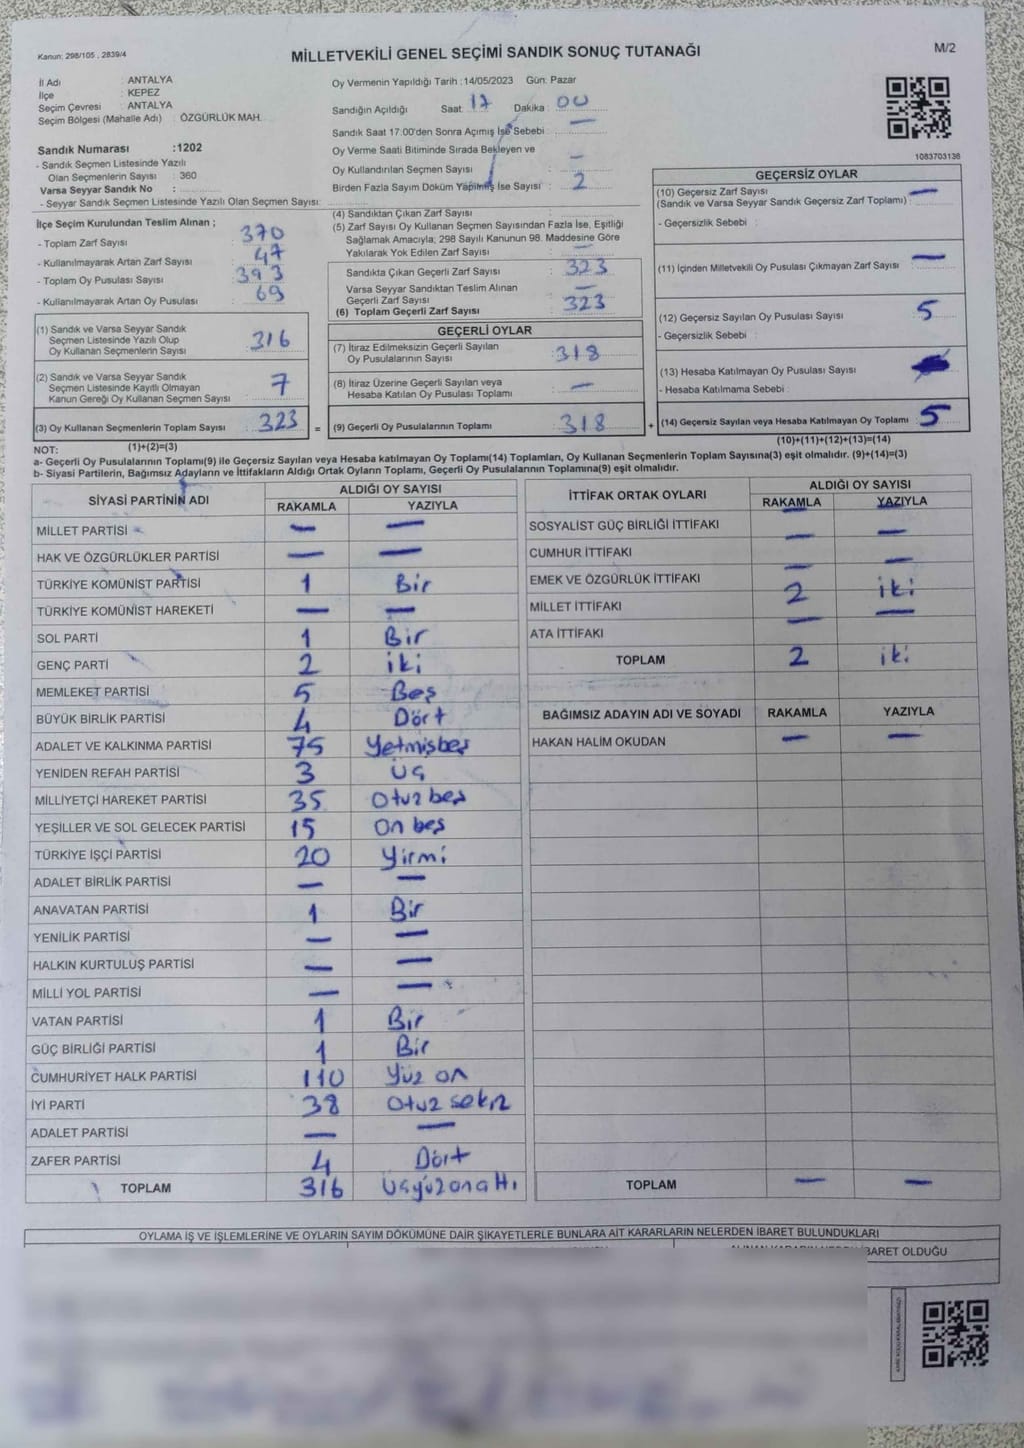 Kanun: 298/105 , 2839/4
MİLLETVEKİLİ GENEL SEÇİMİ SANDIK SONUÇ TUTANAĞI
M/2
İl Adı : ANTALYA
İlçe : KEPEZ
Seçim Çevresi : ANTALYA
Seçim Bölgesi (Mahalle Adı) : ÖZGÜRLÜK MAH.
Sandık Numarası :1202
- Sandık Seçmen Listesinde Yazılı
Olan Seçmenlerin Sayısı : 360
Varsa Seyyar Sandık No :
- Seyyar Sandık Seçmen Listesinde Yazılı Olan Seçmen Sayısı:
Oy Vermenin Yapıldığı Tarih :14/05/2023 Gün: Pazar
Sandığın Açıldığı Saat 17 Dakika 00
Sandık Saat 17:00'den Sonra Açımış İse Sebebi : —
Oy Verme Saati Bitiminde Sırada Bekleyen ve
Oy Kullandırılan Seçmen Sayısı : —
Birden Fazla Sayım Döküm Yapılmış İse Sayısı : 2
1083703136
İlçe Seçim Kurulundan Teslim Alınan ;
- Toplam Zarf Sayısı : 370
- Kullanılmayarak Artan Zarf Sayısı : 47
- Toplam Oy Pusulası Sayısı : 393
- Kullanılmayarak Artan Oy Pusulası : 69
(1) Sandık ve Varsa Seyyar Sandık
Seçmen Listesinde Yazılı Olup
Oy Kullanan Seçmenlerin Sayısı : 316
(2) Sandık ve Varsa Seyyar Sandık
Seçmen Listesinde Kayıtlı Olmayan
Kanun Gereği Oy Kullanan Seçmen Sayısı : 7
(3) Oy Kullanan Seçmenlerin Toplam Sayısı : 323 =
(4) Sandıktan Çıkan Zarf Sayısı :
(5) Zarf Sayısı Oy Kullanan Seçmen Sayısından Fazla İse, Eşitliği
Sağlamak Amacıyla; 298 Sayılı Kanunun 98. Maddesine Göre
Yakılarak Yok Edilen Zarf Sayısı : —
Sandıkta Çıkan Geçerli Zarf Sayısı : 323
Varsa Seyyar Sandıktan Teslim Alınan
Geçerli Zarf Sayısı : —
(6) Toplam Geçerli Zarf Sayısı : 323
GEÇERLİ OYLAR
(7) İtiraz Edilmeksizin Geçerli Sayılan
Oy Pusulalarının Sayısı : 318
(8) İtiraz Üzerine Geçerli Sayılan veya
Hesaba Katılan Oy Pusulası Toplamı : —
(9) Geçerli Oy Pusulalarının Toplamı : 318 +
GEÇERSİZ OYLAR
(10) Geçersiz Zarf Sayısı —
(Sandık ve Varsa Seyyar Sandık Geçersiz Zarf Toplamı) :
- Geçersizlik Sebebi :
(11) İçinden Milletvekili Oy Pusulası Çıkmayan Zarf Sayısı : —
(12) Geçersiz Sayılan Oy Pusulası Sayısı : 5
- Geçersizlik Sebebi :
(13) Hesaba Katılmayan Oy Pusulası Sayısı :
- Hesaba Katılmama Sebebi :
(14) Geçersiz Sayılan veya Hesaba Katılmayan Oy Toplamı : 5
(10)+(11)+(12)+(13)=(14)
NOT: (1)+(2)=(3)
a- Geçerli Oy Pusulalarının Toplamı(9) ile Geçersiz Sayılan veya Hesaba katılmayan Oy Toplamı(14) Toplamları, Oy Kullanan Seçmenlerin Toplam Sayısına(3) eşit olmalıdır. (9)+(14)=(3)
b- Siyasi Partilerin, Bağımsız Adayların ve İttifakların Aldığı Ortak Oyların Toplamı, Geçerli Oy Pusulalarının Toplamına(9) eşit olmalıdır.
SİYASİ PARTİNİN ADI ALDIĞI OY SAYISI
RAKAMLA YAZIYLA
MİLLET PARTİSİ — —
HAK VE ÖZGÜRLÜKLER PARTİSİ — —
TÜRKİYE KOMÜNİST PARTİSİ 1 Bir
TÜRKİYE KOMÜNİST HAREKETİ — —
SOL PARTİ 1 Bir
GENÇ PARTİ 2 iki
MEMLEKET PARTİSİ 5 Beş
BÜYÜK BİRLİK PARTİSİ 4 Dört
ADALET VE KALKINMA PARTİSİ 75 Yetmişbeş
YENİDEN REFAH PARTİSİ 3 Üç
MİLLİYETÇİ HAREKET PARTİSİ 35 Otuz beş
YEŞİLLER VE SOL GELECEK PARTİSİ 15 On beş
TÜRKİYE İŞÇİ PARTİSİ 20 Yirmi
ADALET BİRLİK PARTİSİ — —
ANAVATAN PARTİSİ 1 Bir
YENİLİK PARTİSİ — —
HALKIN KURTULUŞ PARTİSİ — —
MİLLİ YOL PARTİSİ — —
VATAN PARTİSİ 1 Bir
GÜÇ BİRLİĞİ PARTİSİ 1 Bir
CUMHURİYET HALK PARTİSİ 110 Yüz on
İYİ PARTİ 38 Otuz sekiz
ADALET PARTİSİ — —
ZAFER PARTİSİ 4 Dört
TOPLAM 316 Üçyüzonaltı
İTTİFAK ORTAK OYLARI ALDIĞI OY SAYISI
RAKAMLA YAZIYLA
SOSYALİST GÜÇ BİRLİĞİ İTTİFAKI — —
CUMHUR İTTİFAKI — —
EMEK VE ÖZGÜRLÜK İTTİFAKI —
MİLLET İTTİFAKI 2 iki
ATA İTTİFAKI — —
TOPLAM 2 iki
BAĞIMSIZ ADAYIN ADI VE SOYADI RAKAMLA YAZIYLA
HAKAN HALİM OKUDAN — —
TOPLAM — —
OYLAMA İŞ VE İŞLEMLERİNE VE OYLARIN SAYIM DÖKÜMÜNE DAİR ŞİKAYETLERLE BUNLARA AİT KARARLARIN NELERDEN İBARET BULUNDUKLARI
İBARET OLDUĞU